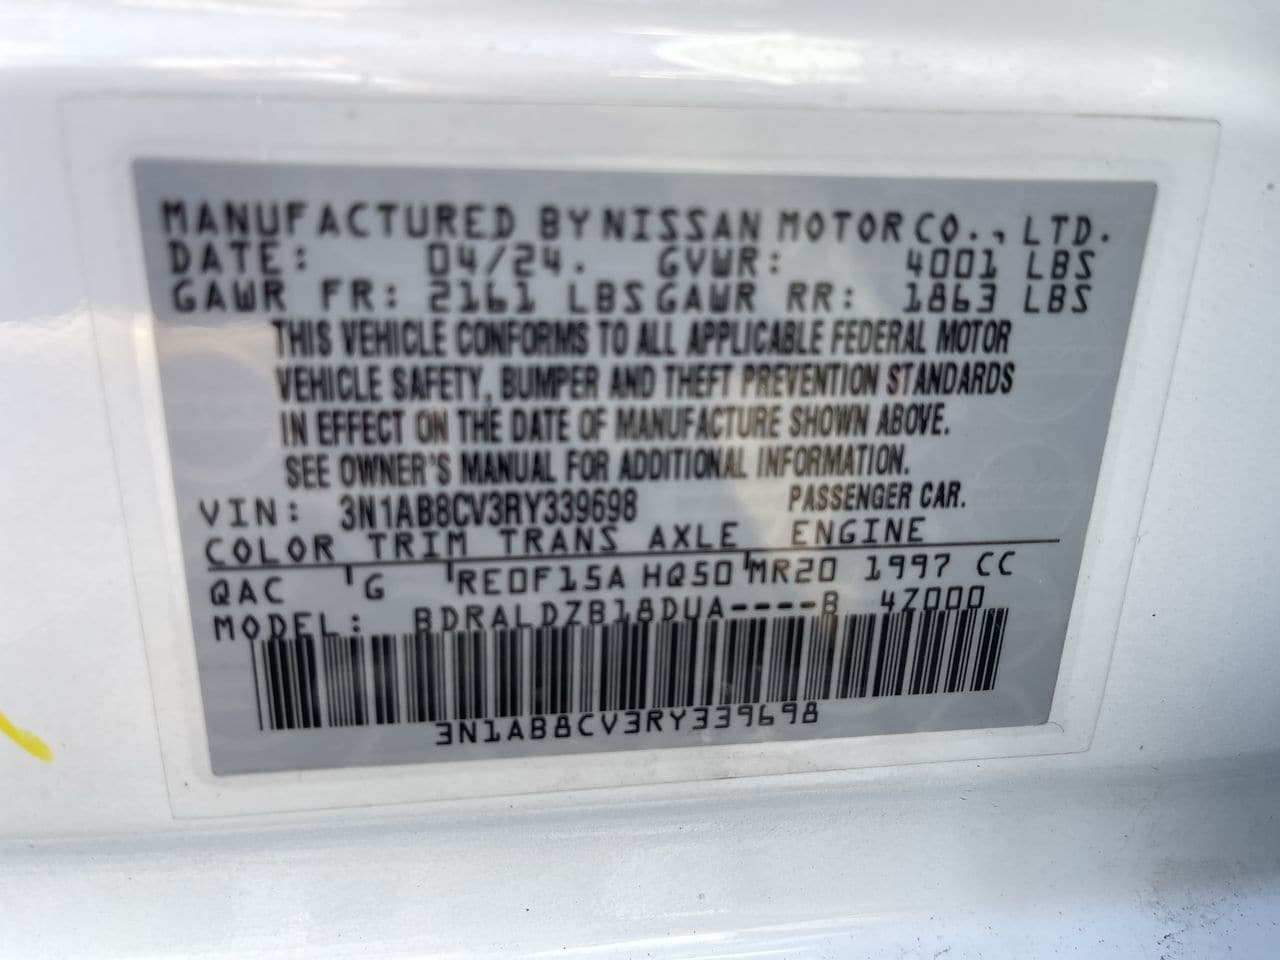 MANUFACTURED BY NISSAN MOTOR CO., LTD.
DATE: 04/24. GVWR: 4001 LBS
GAWR FR: 2161 LBS GAWR RR: 1863 LBS
THIS VEHICLE CONFORMS TO ALL APPLICABLE FEDERAL MOTOR
VEHICLE SAFETY, BUMPER AND THEFT PREVENTION STANDARDS
IN EFFECT ON THE DATE OF MANUFACTURE SHOWN ABOVE.
SEE OWNER'S MANUAL FOR ADDITIONAL INFORMATION.
VIN: 3N1AB8CV3RY339698 PASSENGER CAR.
COLOR TRIM TRANS AXLE ENGINE
QAC G RE0F15A HQ50 MR20 1997 CC
MODEL: BDRALDZB18DUA----B 4Z000
3N1AB8CV3RY339698